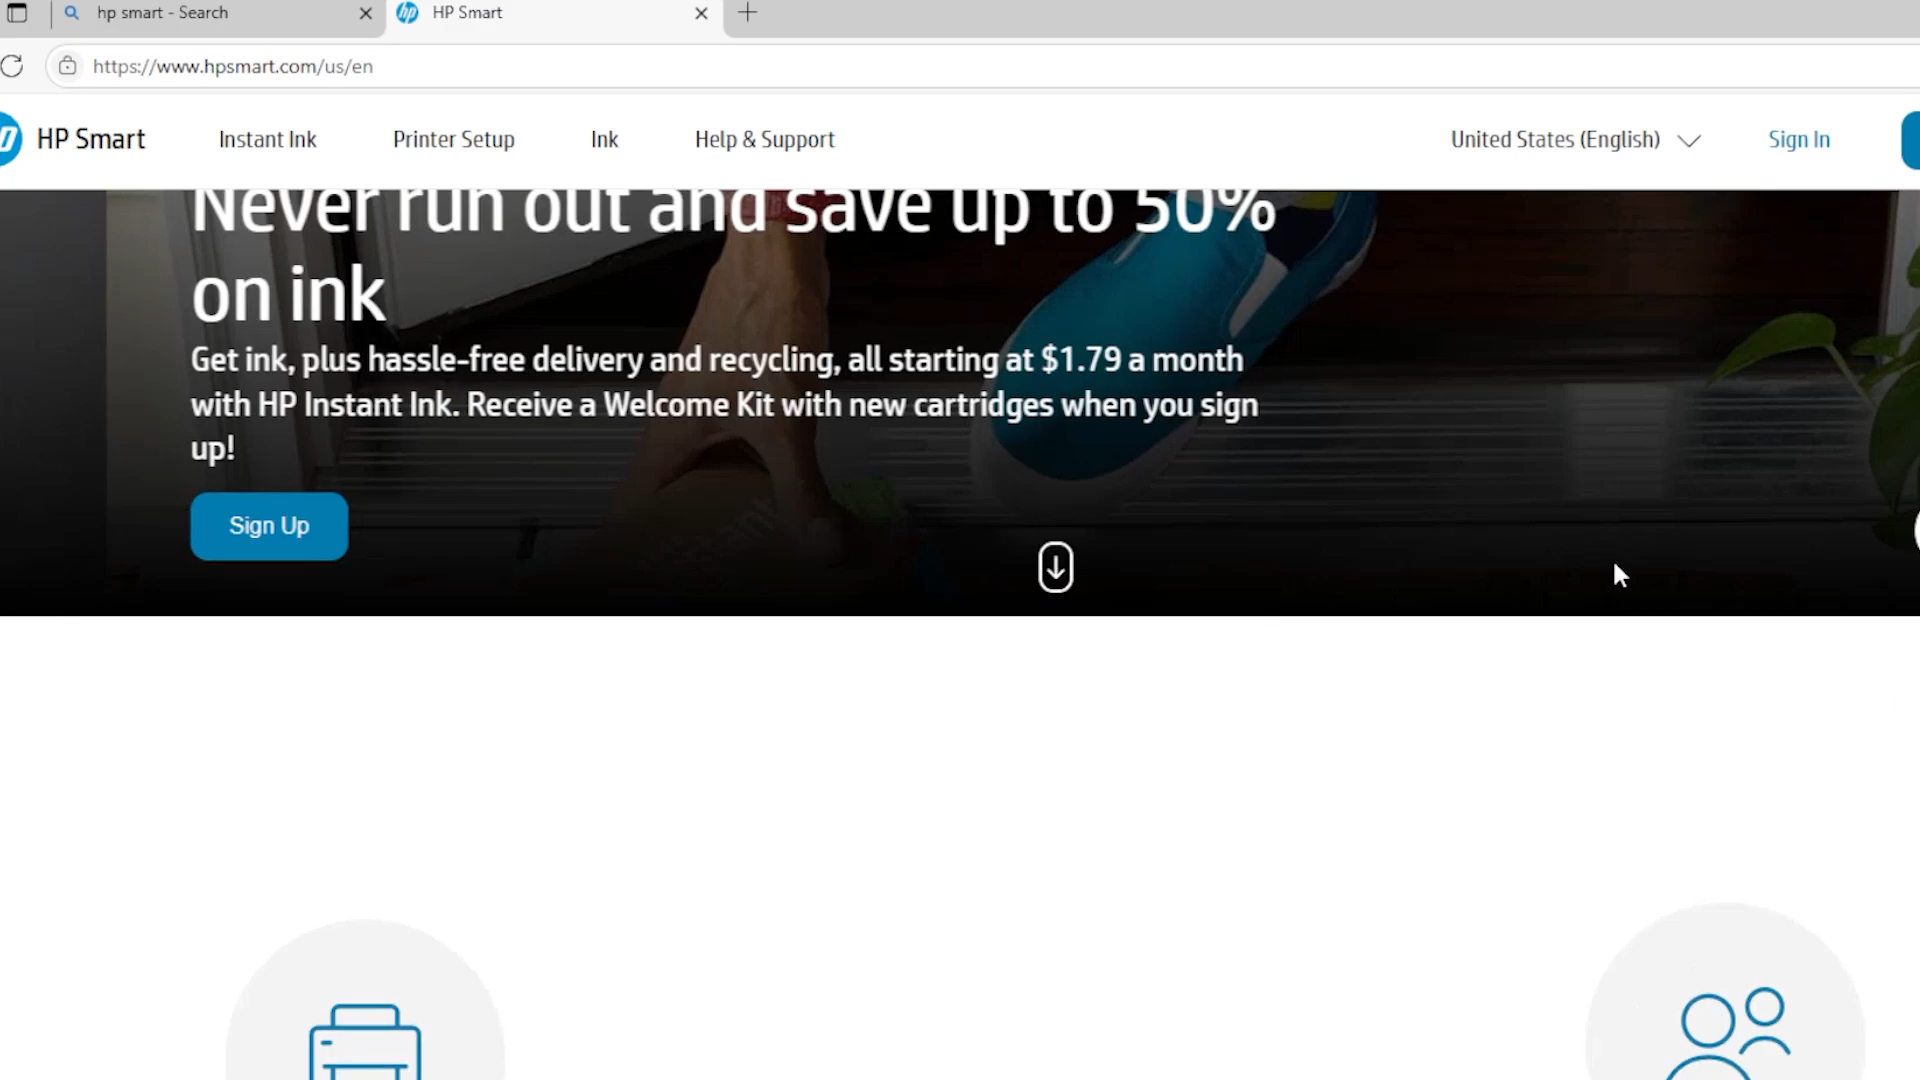 hp smart - Search
hp HP Smart
https://www.hpsmart.com/us/en
HP Smart Instant Ink Printer Setup Ink Help & Support United States (English) Sign In
Never run out and save up to 50%
on ink
Get ink, plus hassle-free delivery and recycling, all starting at $1.79 a month
with HP Instant Ink. Receive a Welcome Kit with new cartridges when you sign
up!
Sign Up